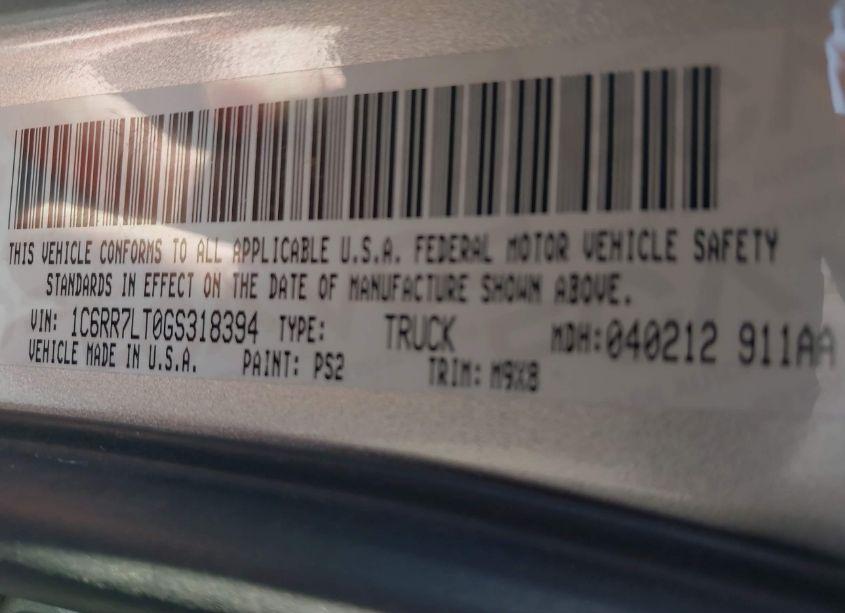 THIS VEHICLE CONFORMS TO ALL APPLICABLE U.S.A. FEDERAL MOTOR VEHICLE SAFETY
STANDARDS IN EFFECT ON THE DATE OF MANUFACTURE SHOWN ABOVE.
VIN: 1C6RR7LT0GS318394 TYPE: TRUCK MDH:040212 911AA
VEHICLE MADE IN U.S.A. PAINT: PS2 TRIM: M9X8